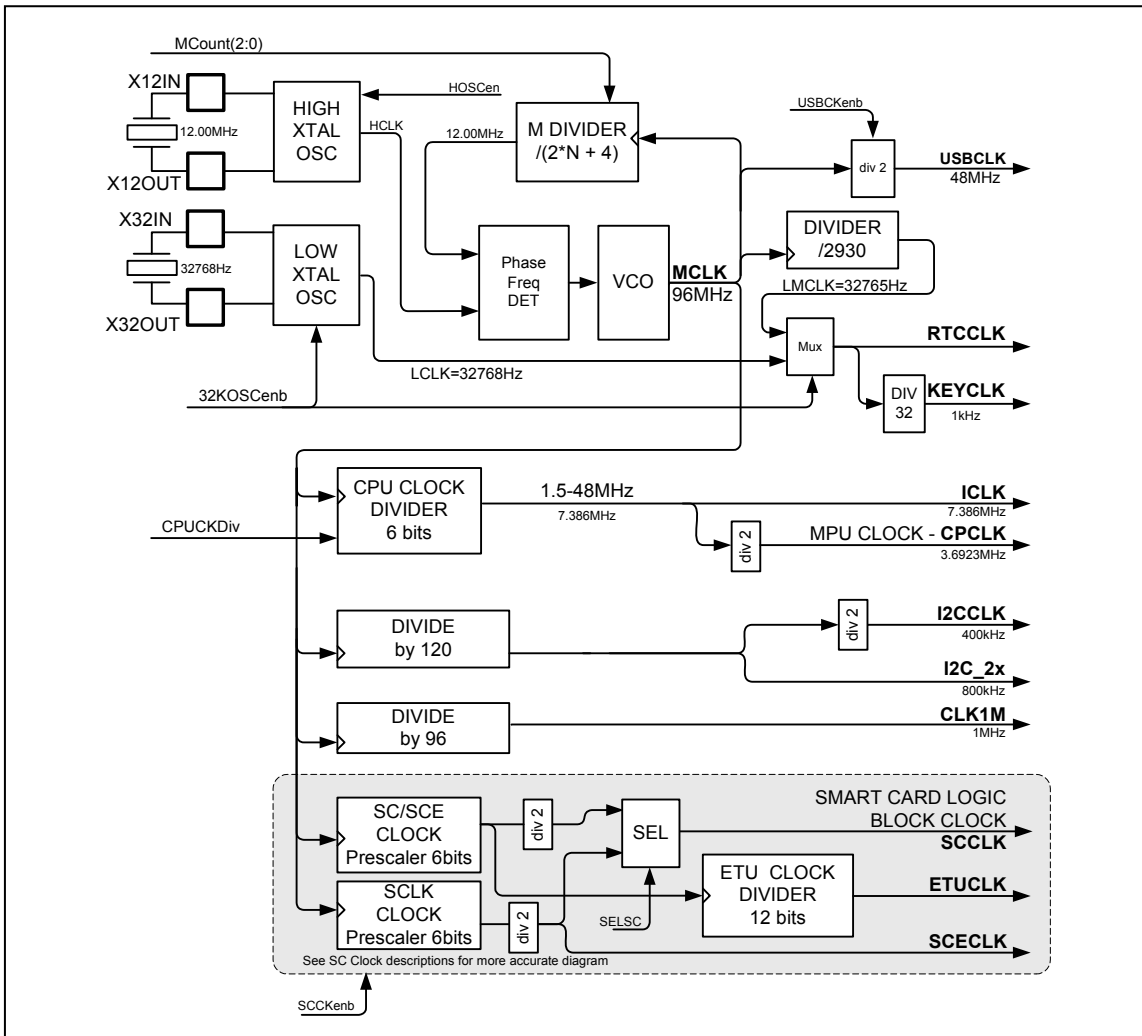 MCount(2:0)
X12IN
12.00MHz
X12OUT
HIGH
XTAL
OSC
HOSCen
HCLK
12.00MHz
M DIVIDER
/(2*N + 4)
USBCKenb
div 2
USBCLK
48MHz
X32IN
32768Hz
X32OUT
LOW
XTAL
OSC
Phase
Freq
DET
VCO
MCLK
96MHz
DIVIDER
/2930
LMCLK=32765Hz
Mux
RTCCLK
LCLK=32768Hz
32KOSCenb
DIV
32
KEYCLK
1kHz
CPU CLOCK
DIVIDER
6 bits
CPUCKDiv
1.5-48MHz
7.386MHz
ICLK
7.386MHz
div 2
MPU CLOCK - CPCLK
3.6923MHz
DIVIDE
by 120
div 2
I2CCLK
400kHz
I2C_2x
800kHz
DIVIDE
by 96
CLK1M
1MHz
SC/SCE
CLOCK
Prescaler 6bits
div 2
SEL
SMART CARD LOGIC
BLOCK CLOCK
SCCLK
SCLK
CLOCK
Prescaler 6bits
div 2
SELSC
ETU CLOCK
DIVIDER
12 bits
ETUCLK
SCECLK
See SC Clock descriptions for more accurate diagram
SCCKenb